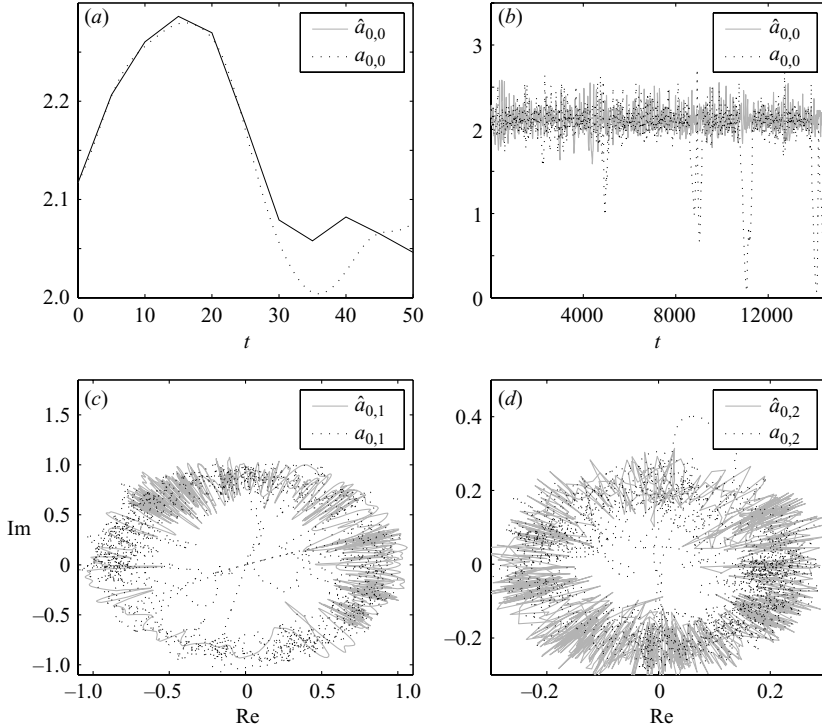 (a)
â0,0
a0,0
2.2
2.1
2.0
0 10 20 30 40 50
t
(b)
â0,0
a0,0
3
2
1
0
4000 8000 12000
t
(c)
â0,1
a0,1
1.5
1.0
0.5
Im
0
–0.5
–1.0
–1.0 –0.5 0 0.5 1.0
Re
(d)
â0,2
a0,2
0.4
0.2
0
–0.2
–0.2 0 0.2
Re